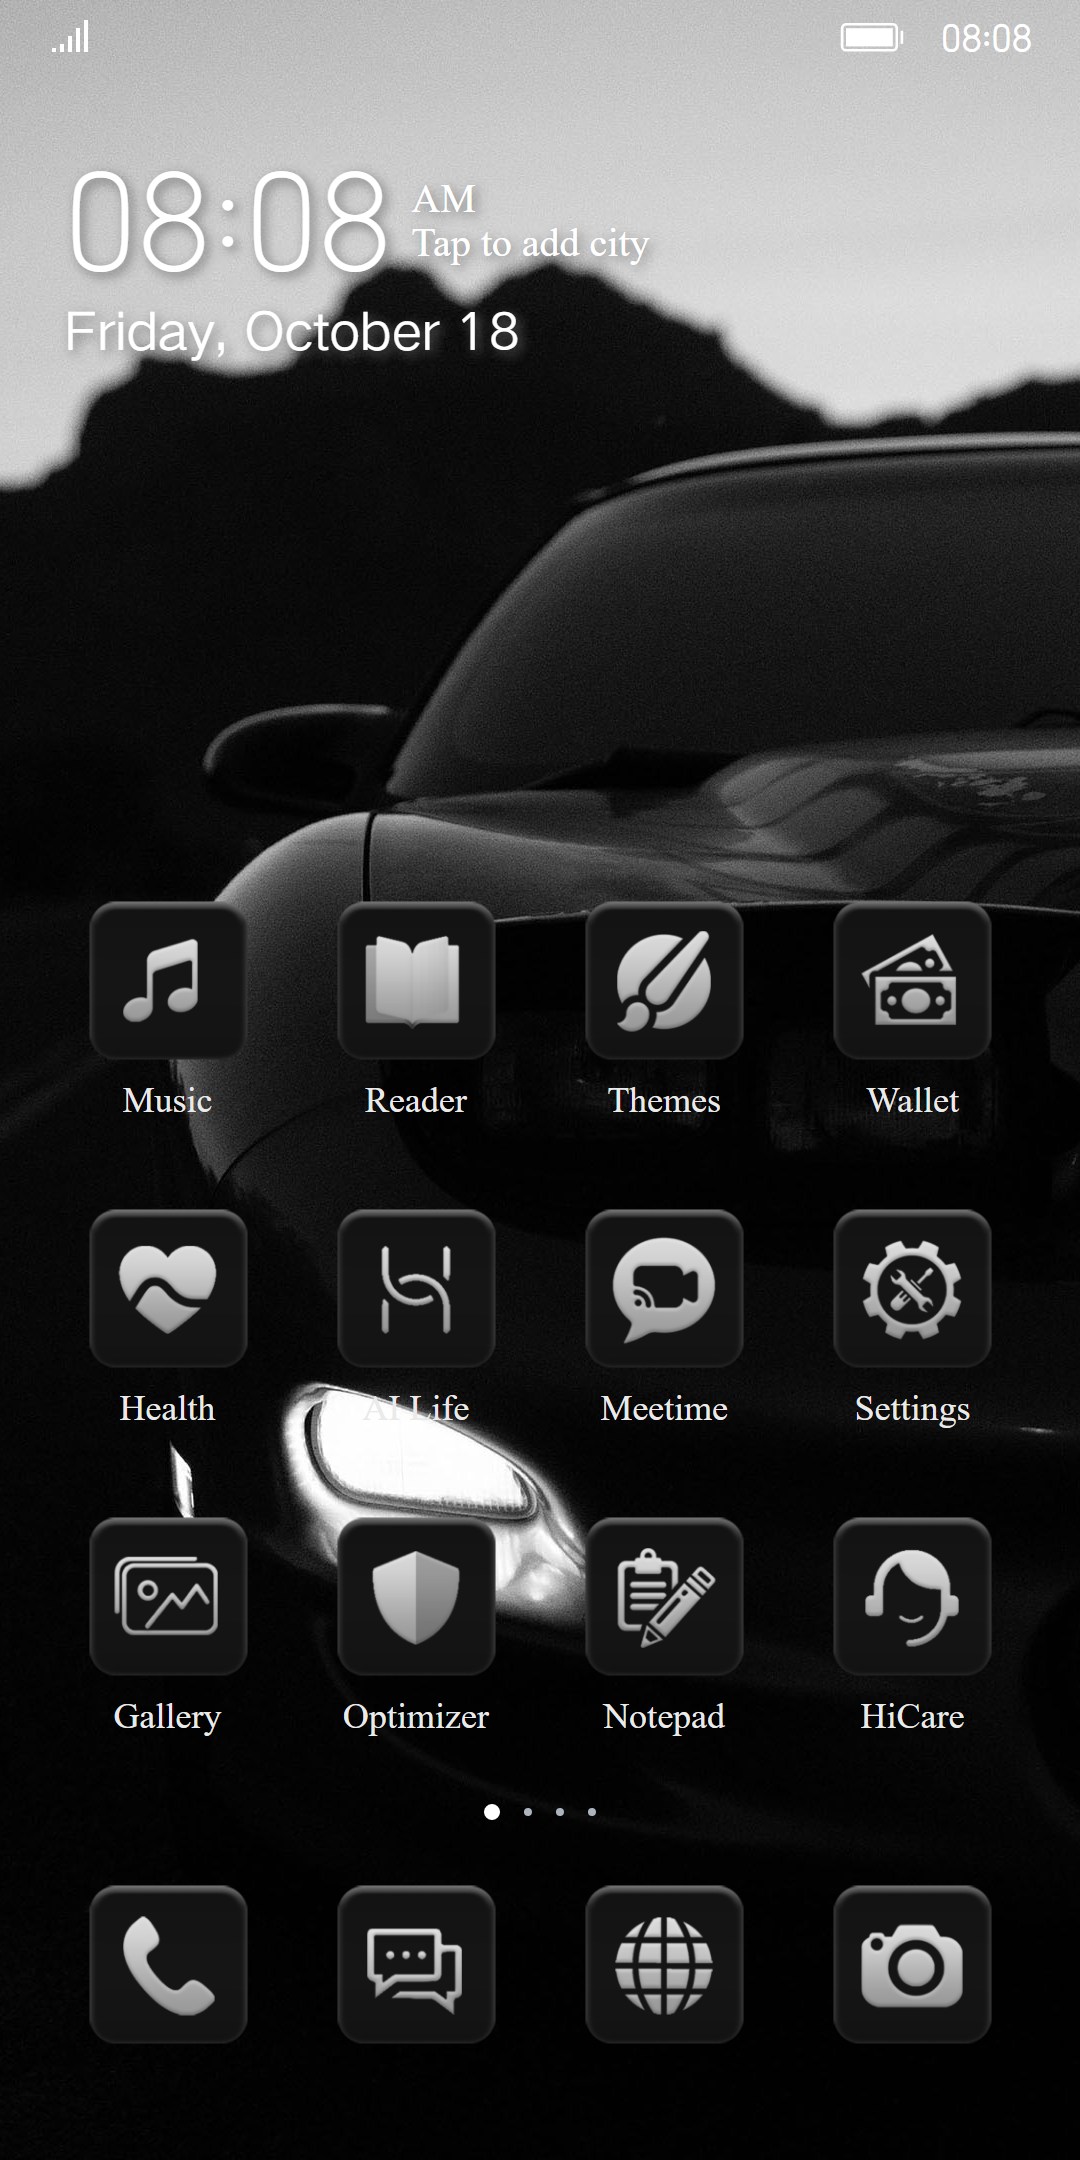 08:08
08:08 AM
Tap to add city
Friday, October 18
Music Reader Themes Wallet
Health AI Life Meetime Settings
Gallery Optimizer Notepad HiCare